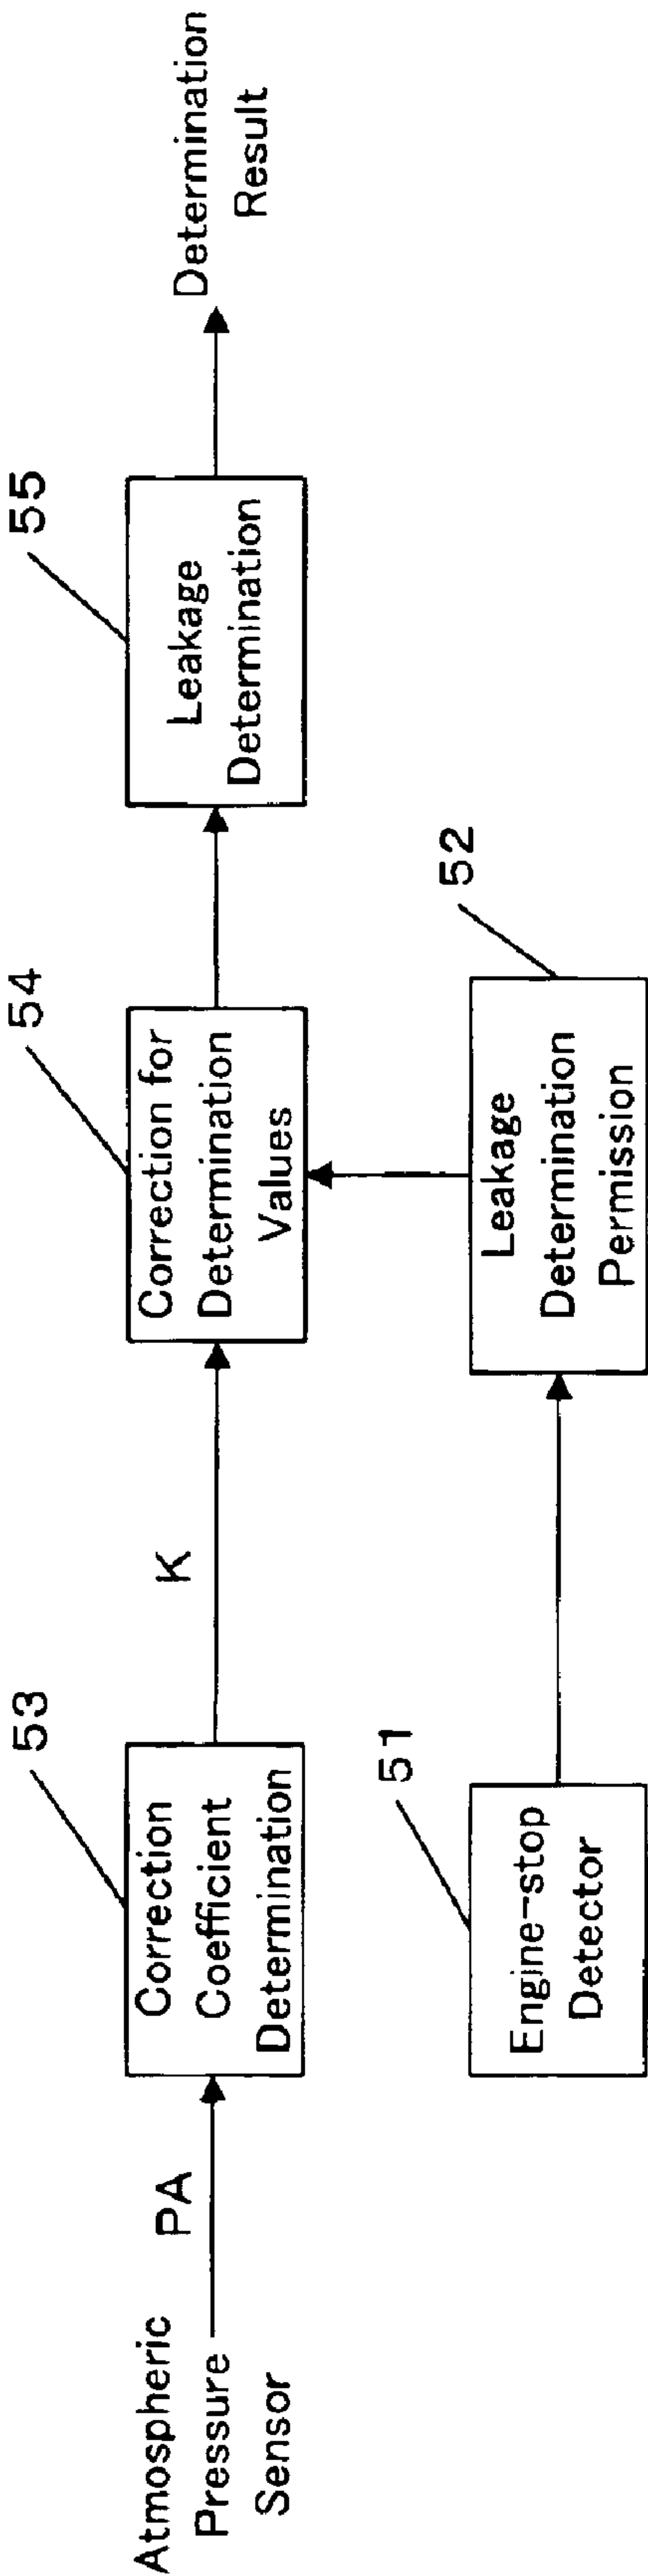 Atmospheric
Pressure
Sensor
PA
53
Correction
Coefficient
Determination
K
54
Correction for
Determination
Values
55
Leakage
Determination
Determination
Result
51
Engine-stop
Detector
52
Leakage
Determination
Permission